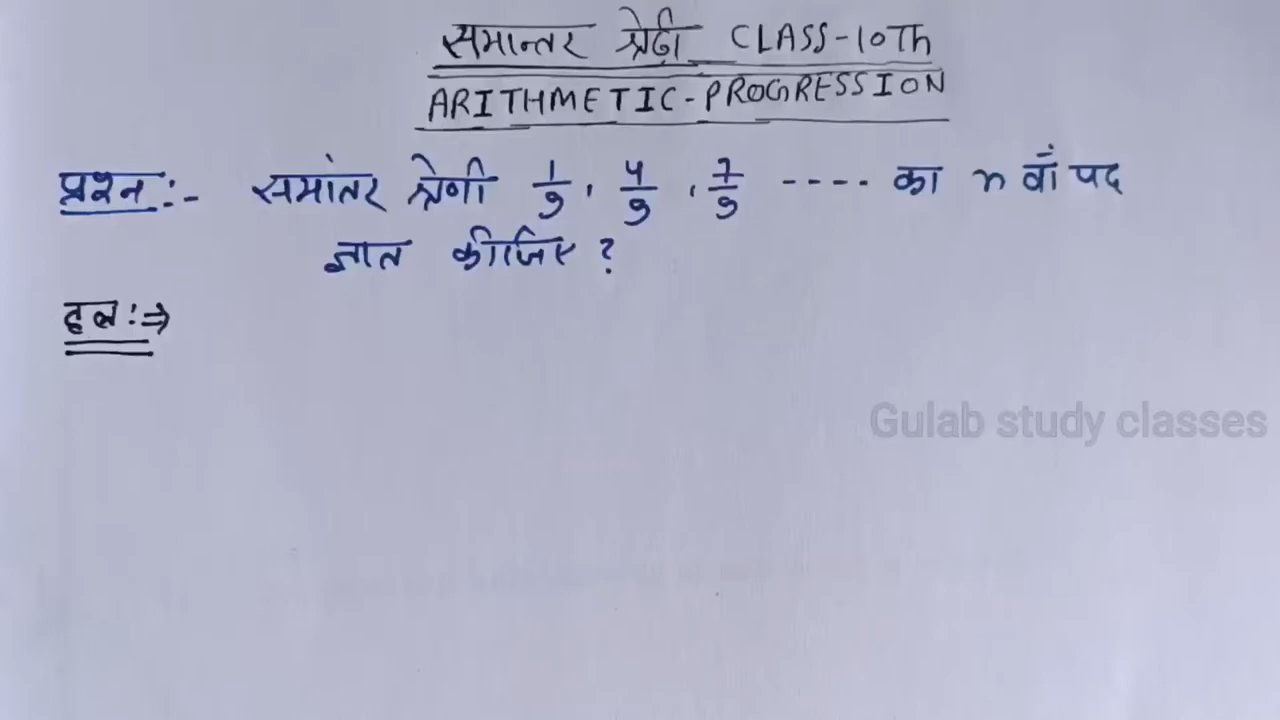 समान्तर श्रेढ़ी CLASS-10Th
ARITHMETIC-PROGRESSION
प्रश्न:- समांतर श्रेणी 1/9, 4/9, 7/9 ---- का n वाँ पद
ज्ञात कीजिए?
हल:⇒
Gulab study classes